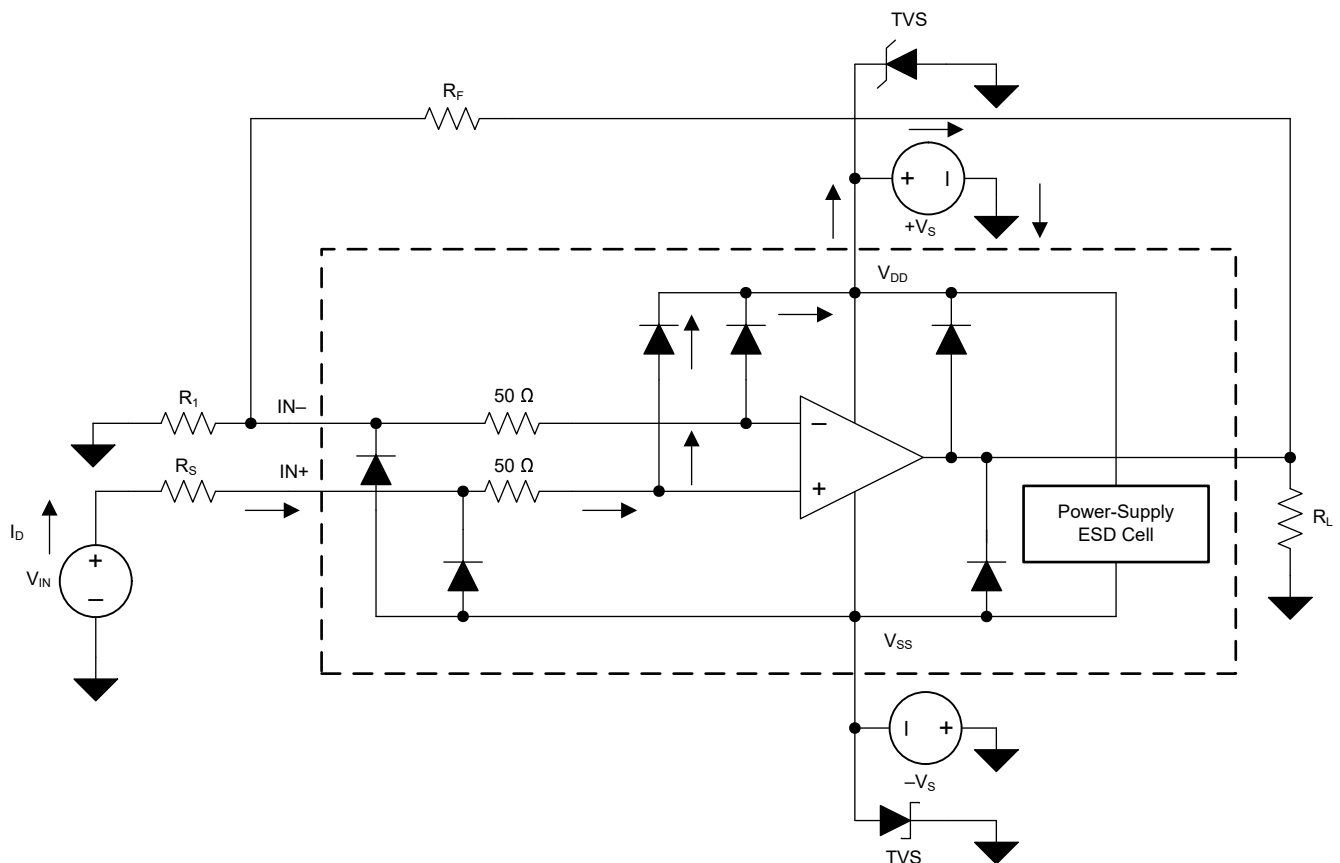 TVS
R_F
+ –
+V_S
V_DD
R_1
IN–
50 Ω
R_S
IN+
50 Ω
–
+
I_D
+
V_IN
–
Power-Supply
ESD Cell
R_L
V_SS
– +
–V_S
TVS